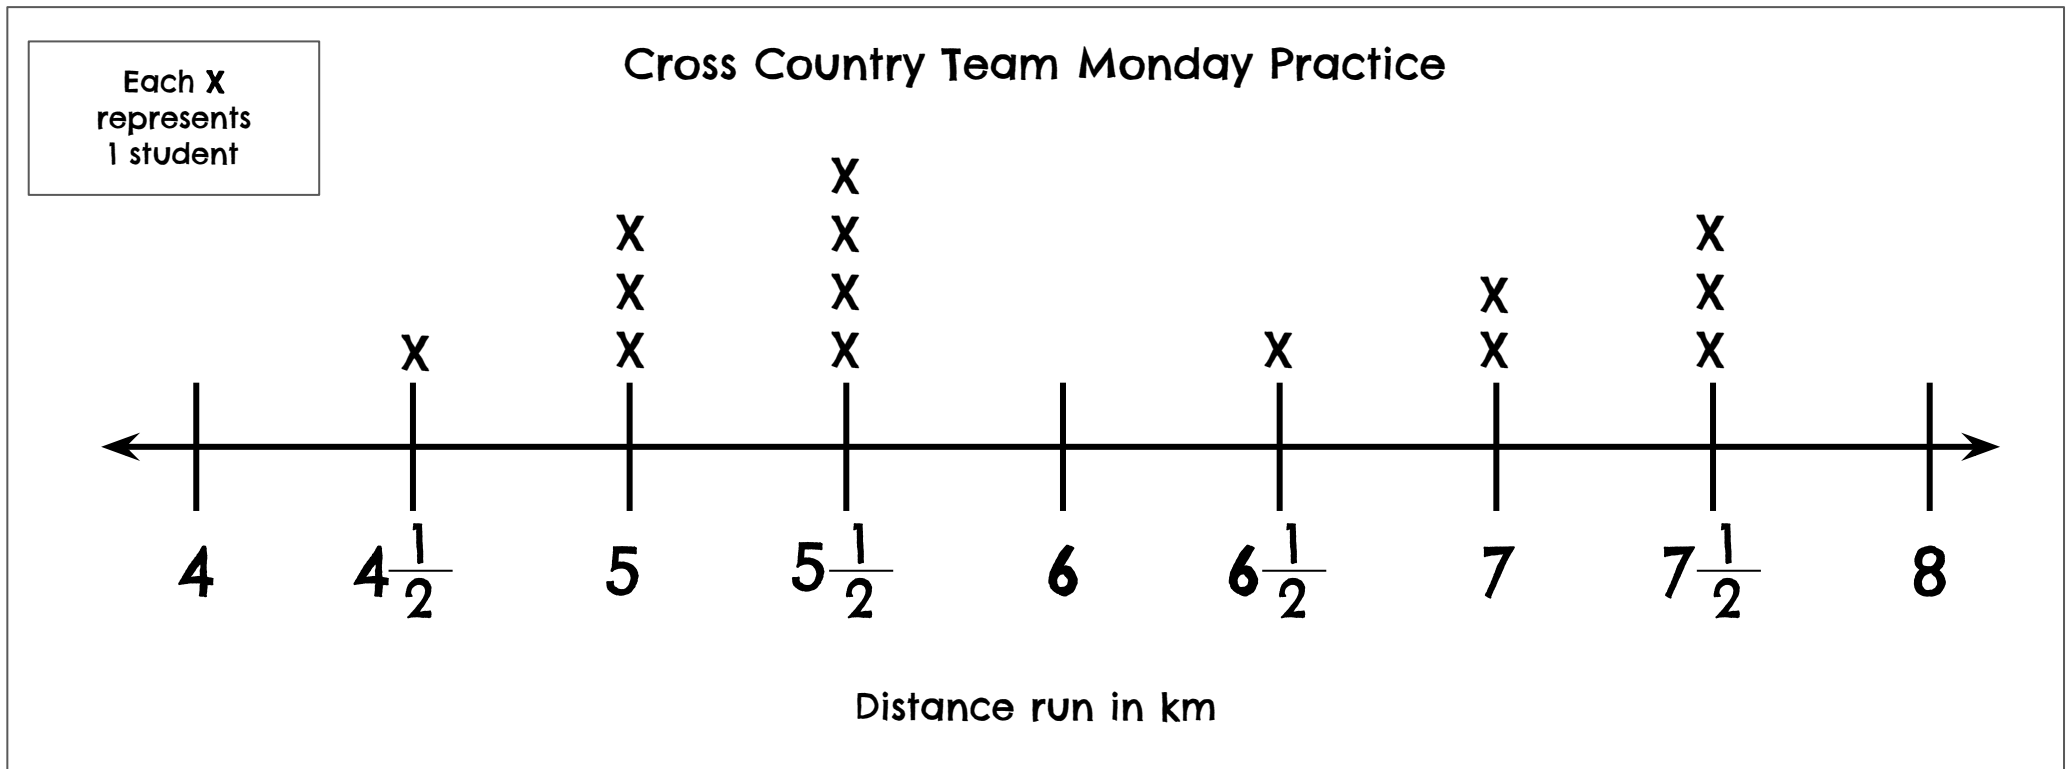 Cross Country Team Monday Practice
Each X
represents
1 student
X
X X X
X X X X
X X X X X X
4 4 1/2 5 5 1/2 6 6 1/2 7 7 1/2 8
Distance run in km